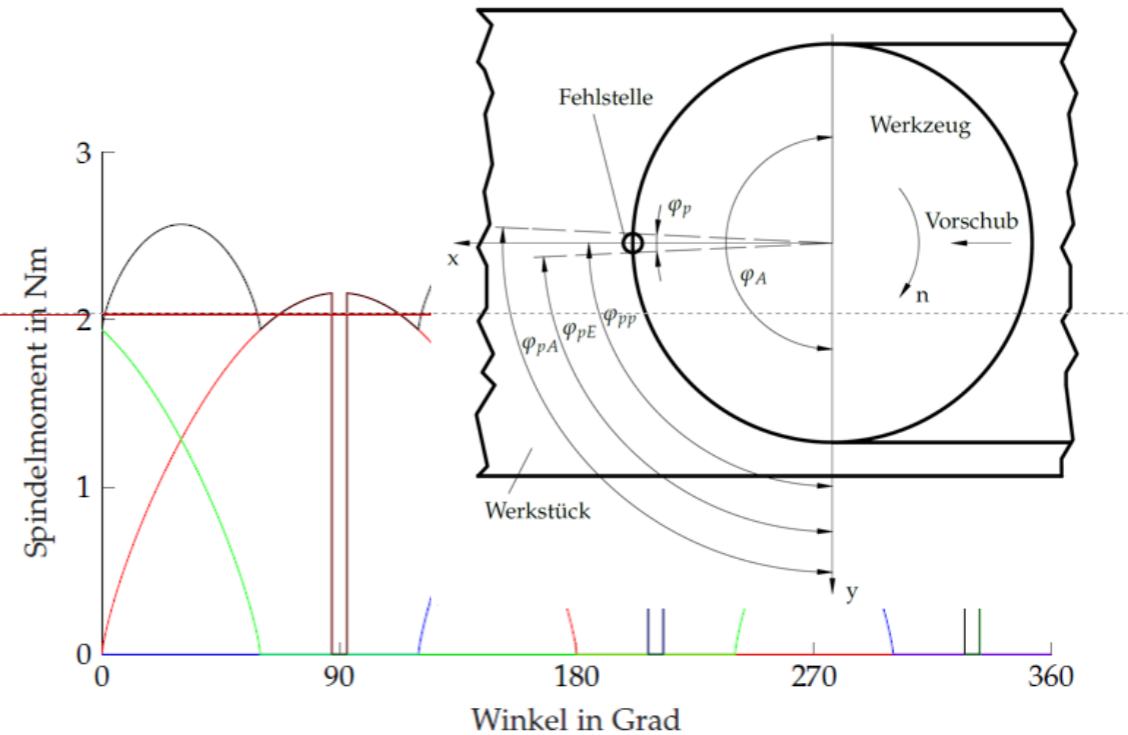 Fehlstelle
Werkzeug
φp
Vorschub
x
φA
n
φpp
φpE
φpA
Werkstück
y
Spindelmoment in Nm
3
2
1
0
0 90 180 270 360
Winkel in Grad